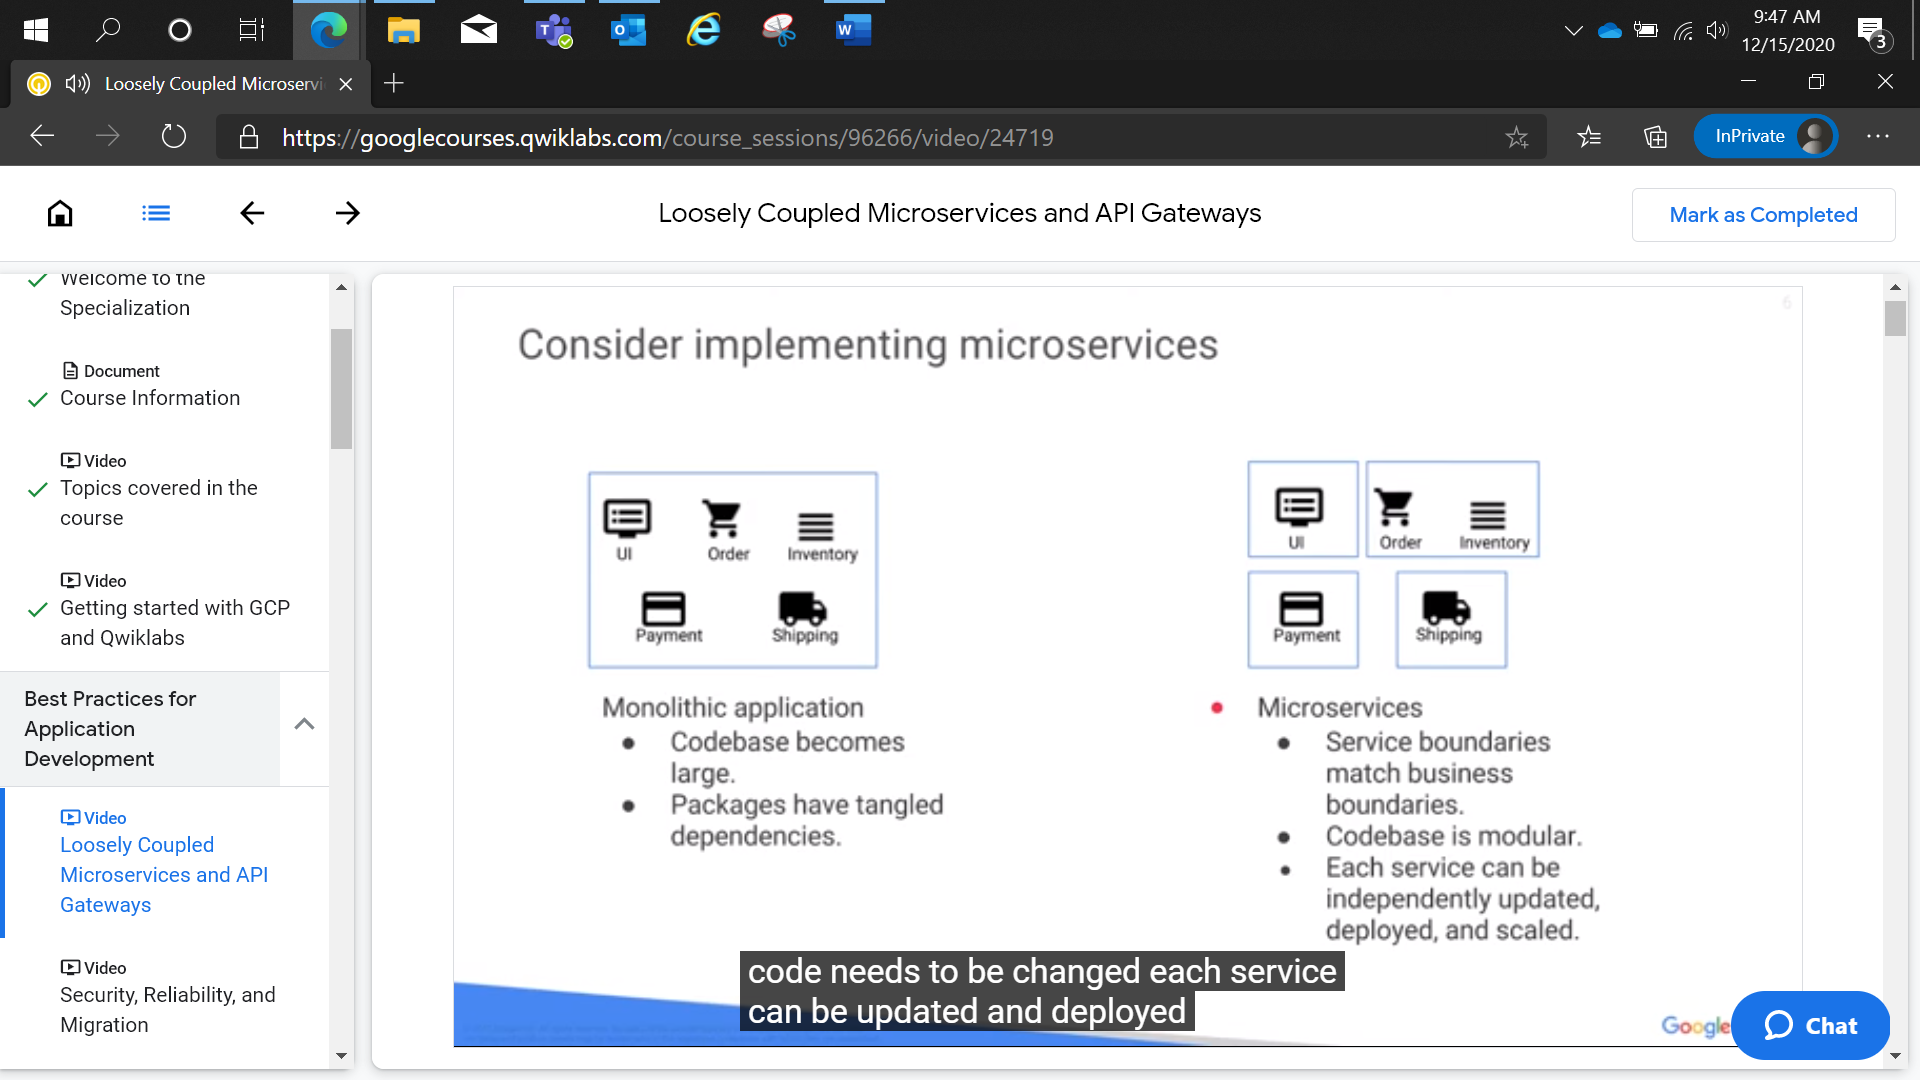 9:47 AM
12/15/2020
3
Loosely Coupled Microservi
https://googlecourses.qwiklabs.com/course_sessions/96266/video/24719
InPrivate
Loosely Coupled Microservices and API Gateways
Mark as Completed
Welcome to the
Specialization
Document
Course Information
Video
Topics covered in the
course
Video
Getting started with GCP
and Qwiklabs
Best Practices for
Application
Development
Video
Loosely Coupled
Microservices and API
Gateways
Video
Security, Reliability, and
Migration
6
Consider implementing microservices
UI Order Inventory
Payment Shipping
Monolithic application
● Codebase becomes
large.
● Packages have tangled
dependencies.
UI Order Inventory
Payment Shipping
● Microservices
● Service boundaries
match business
boundaries.
● Codebase is modular.
● Each service can be
independently updated,
deployed, and scaled.
code needs to be changed each service
can be updated and deployed
Google
Chat